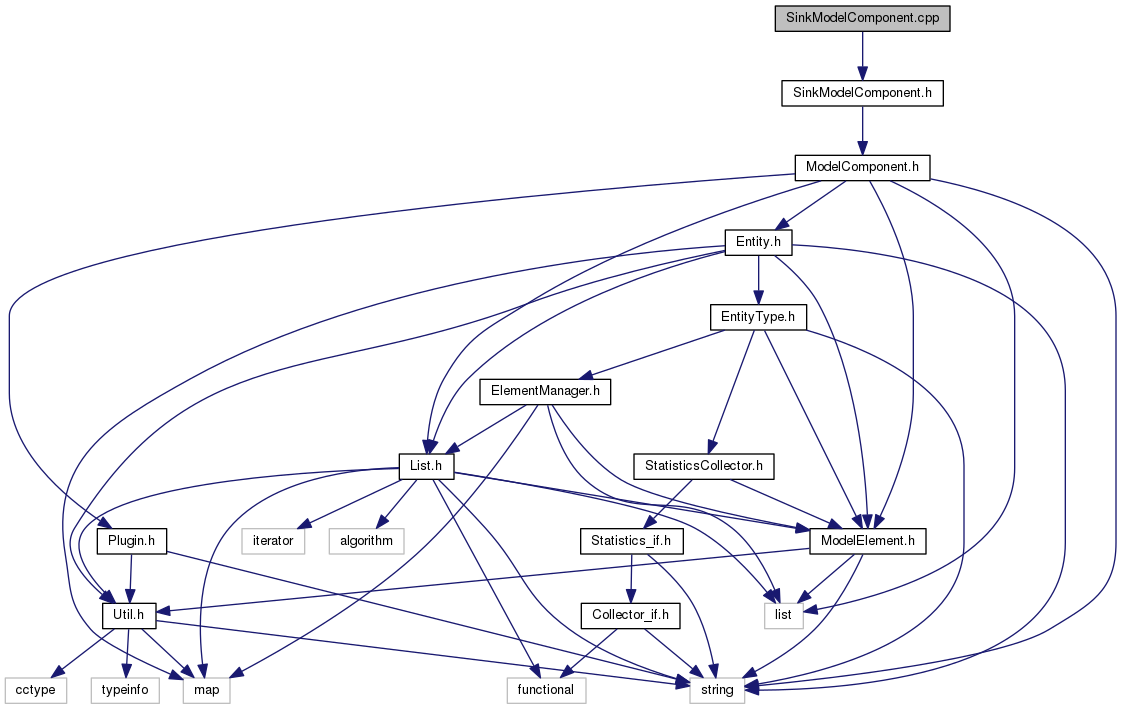 SinkModelComponent.cpp
SinkModelComponent.h
ModelComponent.h
Entity.h
EntityType.h
ElementManager.h
List.h
StatisticsCollector.h
Plugin.h
iterator
algorithm
Statistics_if.h
ModelElement.h
Util.h
Collector_if.h
list
cctype
typeinfo
map
functional
string